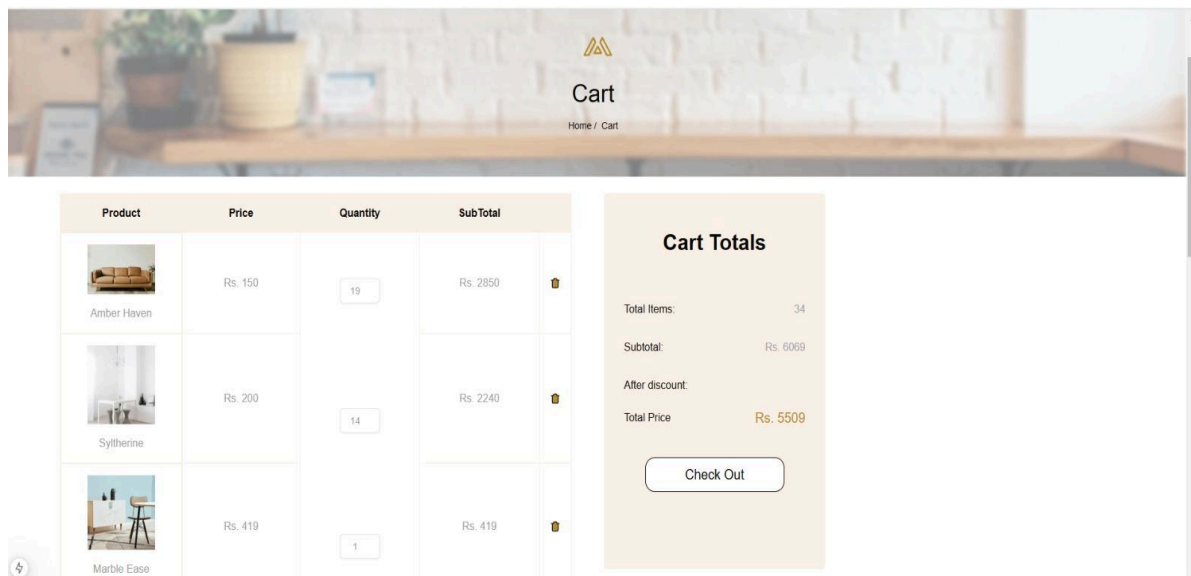 Cart
Home / Cart
Product Price Quantity SubTotal
Rs. 150 19 Rs. 2850
Amber Haven
Rs. 200 14 Rs. 2240
Syltherine
Rs. 419 1 Rs. 419
Marble Ease
Cart Totals
Total Items: 34
Subtotal: Rs. 6069
After discount:
Total Price Rs. 5509
Check Out